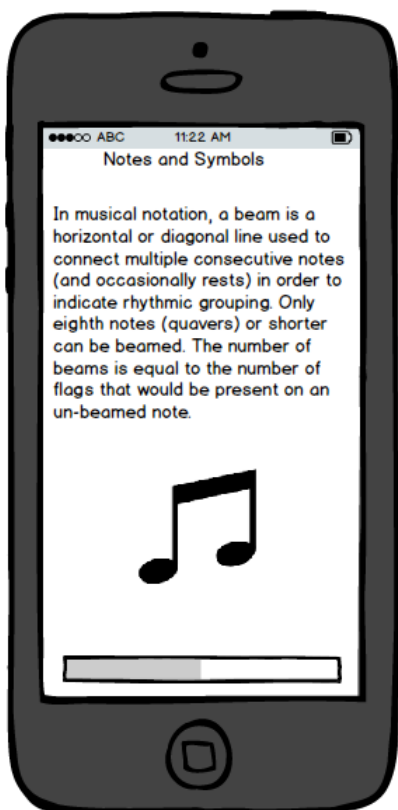 ABC 11:22 AM
Notes and Symbols
In musical notation, a beam is a
horizontal or diagonal line used to
connect multiple consecutive notes
(and occasionally rests) in order to
indicate rhythmic grouping. Only
eighth notes (quavers) or shorter
can be beamed. The number of
beams is equal to the number of
flags that would be present on an
un-beamed note.